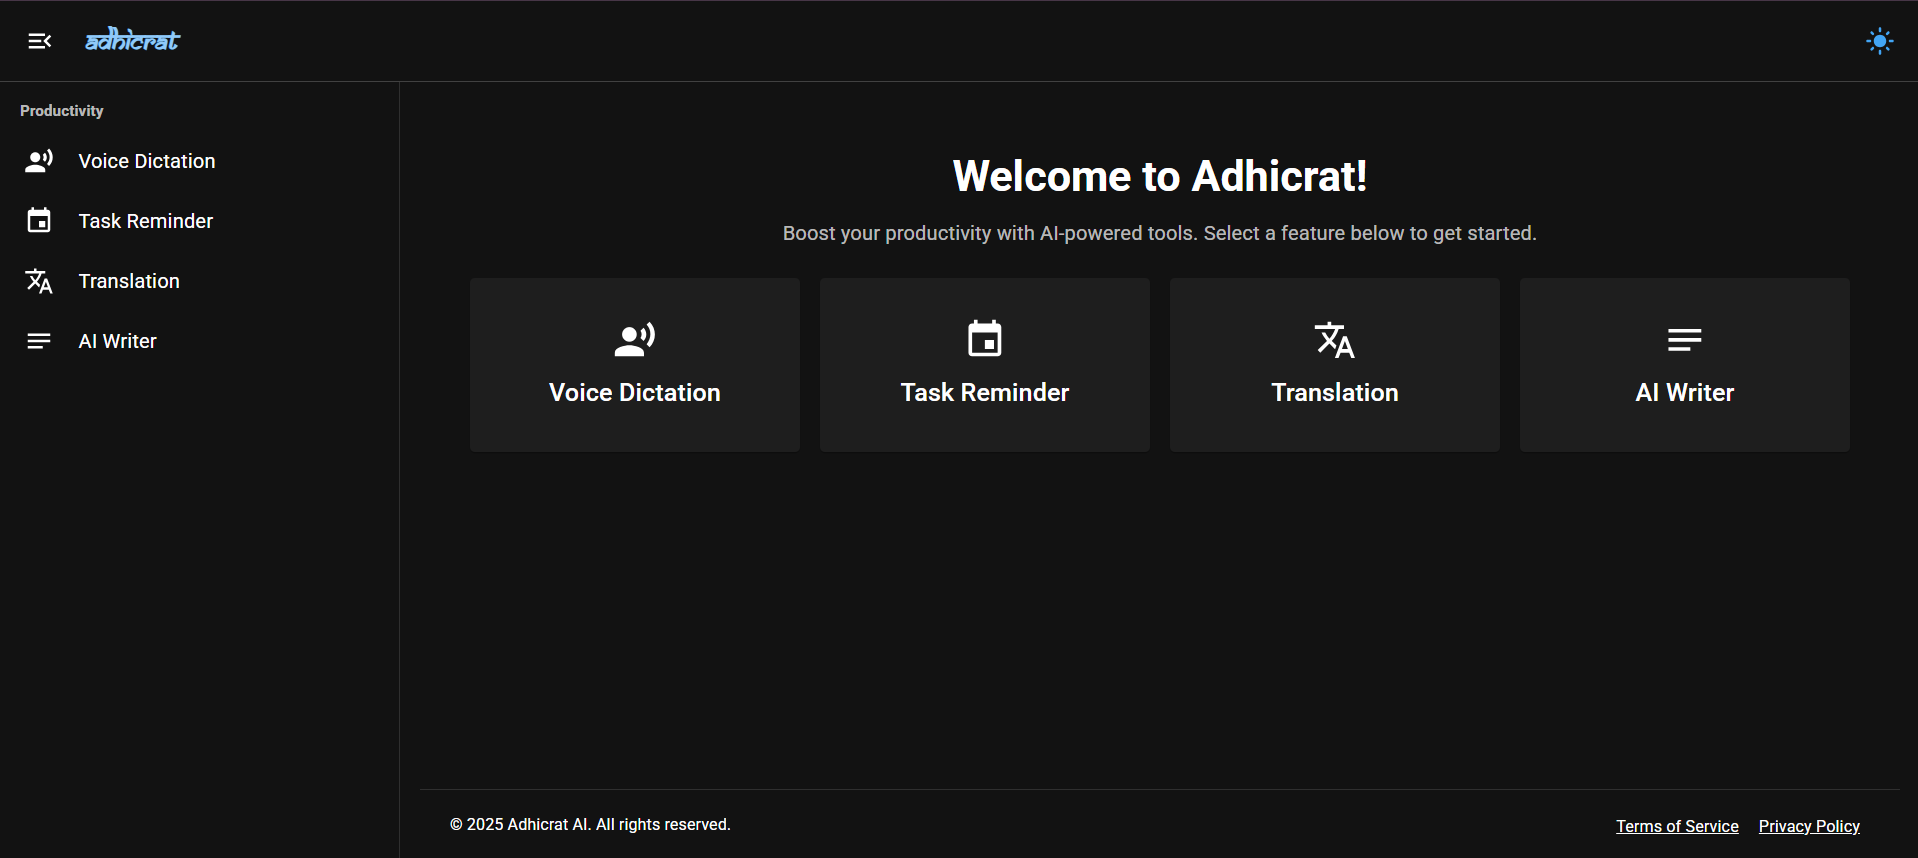 adhicrat
Productivity
Voice Dictation
Task Reminder
Translation
AI Writer
Welcome to Adhicrat!
Boost your productivity with AI-powered tools. Select a feature below to get started.
Voice Dictation
Task Reminder
Translation
AI Writer
© 2025 Adhicrat AI. All rights reserved.
Terms of Service
Privacy Policy